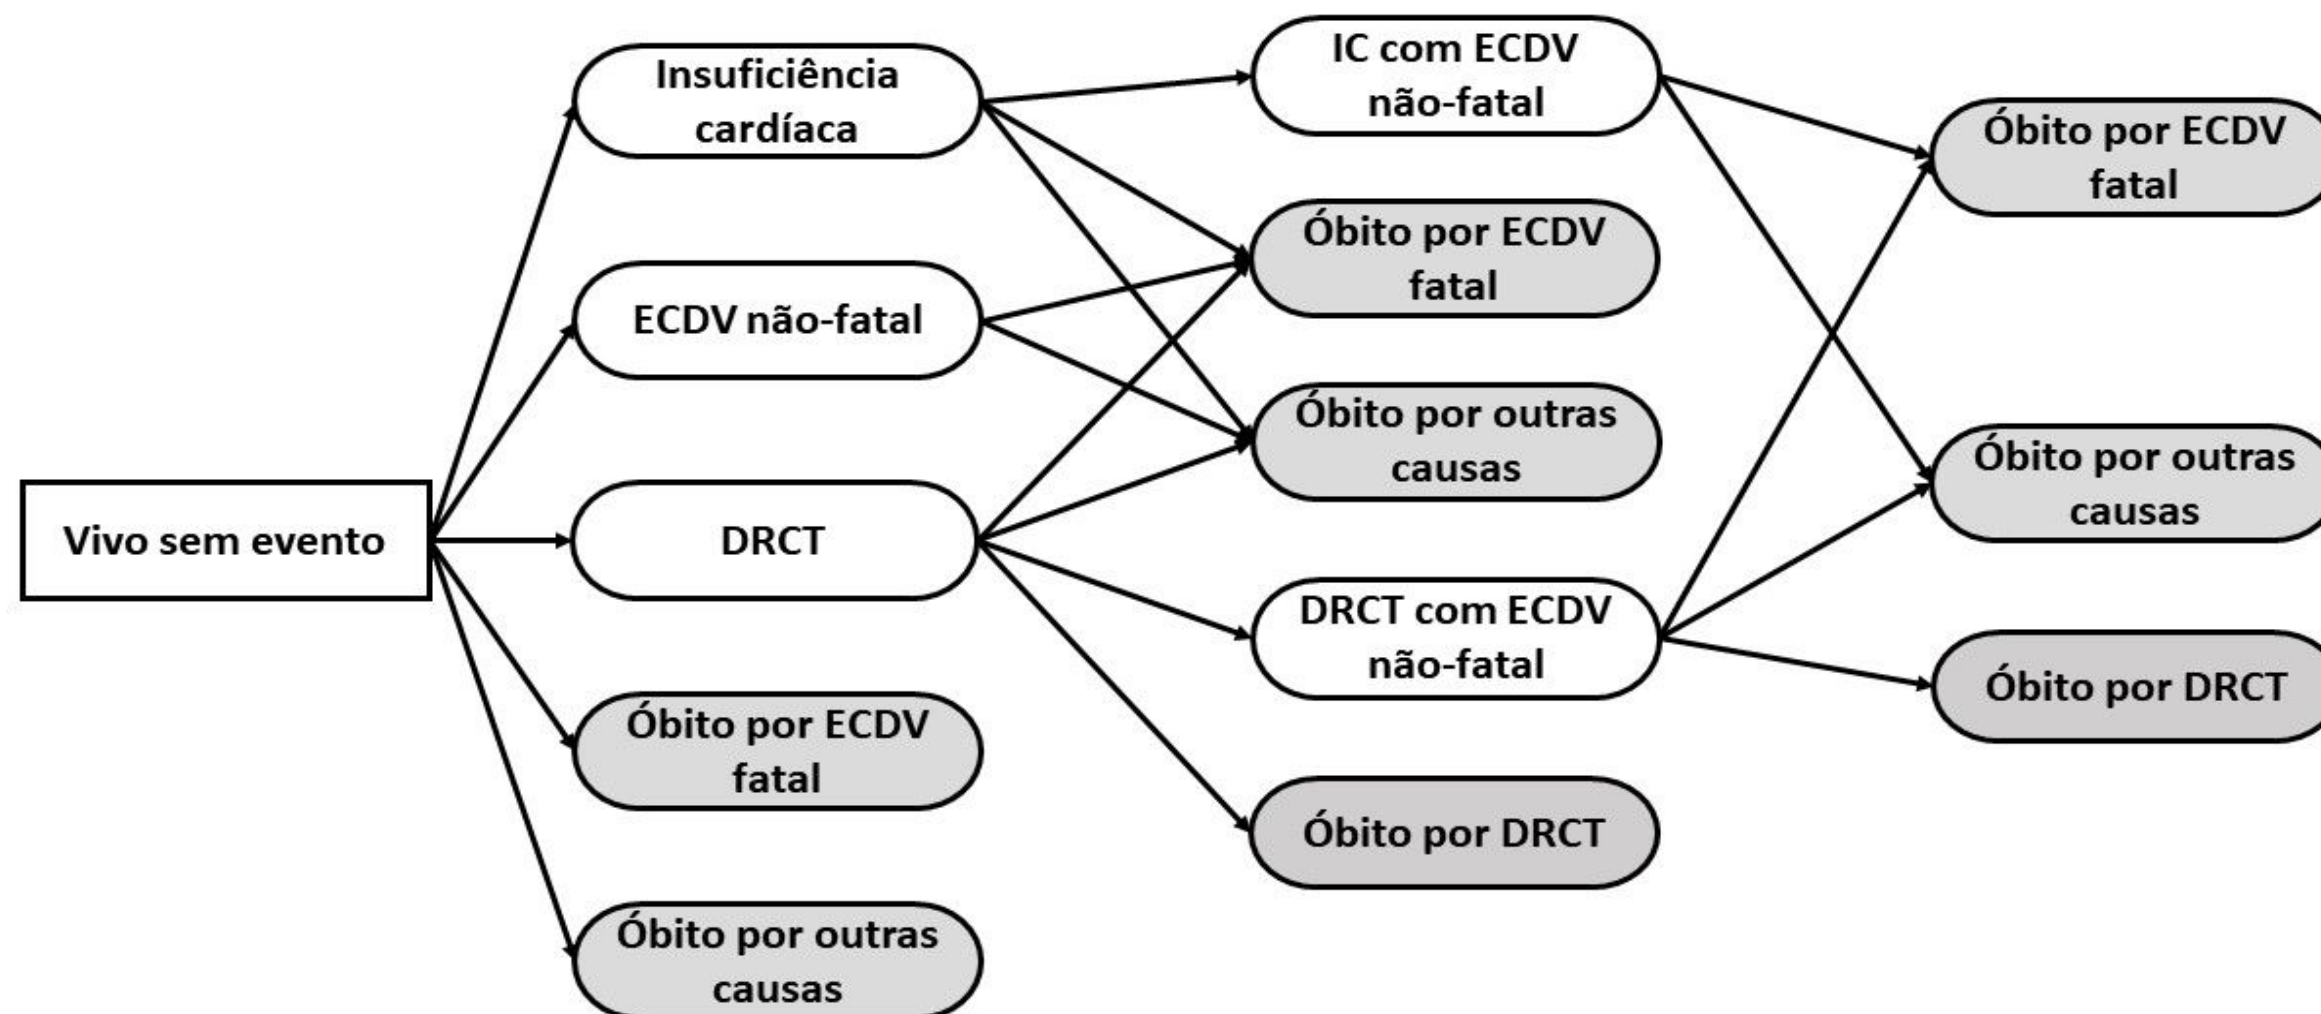 Vivo sem evento
Insuficiência
cardíaca
ECDV não-fatal
DRCT
Óbito por ECDV
fatal
Óbito por outras
causas
IC com ECDV
não-fatal
Óbito por ECDV
fatal
Óbito por outras
causas
DRCT com ECDV
não-fatal
Óbito por DRCT
Óbito por ECDV
fatal
Óbito por outras
causas
Óbito por DRCT